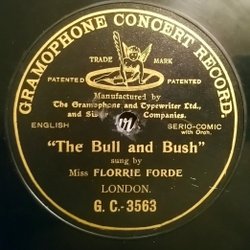 GRAMOPHONE CONCERT RECORD.
TRADE MARK
PATENTED PATENTED
Manufactured by
The Gramophone and Typewriter Ltd.,
and Companies.
ENGLISH
SERIO-COMIC
with Orch.
"The Bull and Bush"
sung by
Miss FLORRIE FORDE
LONDON.
G. C.-3563